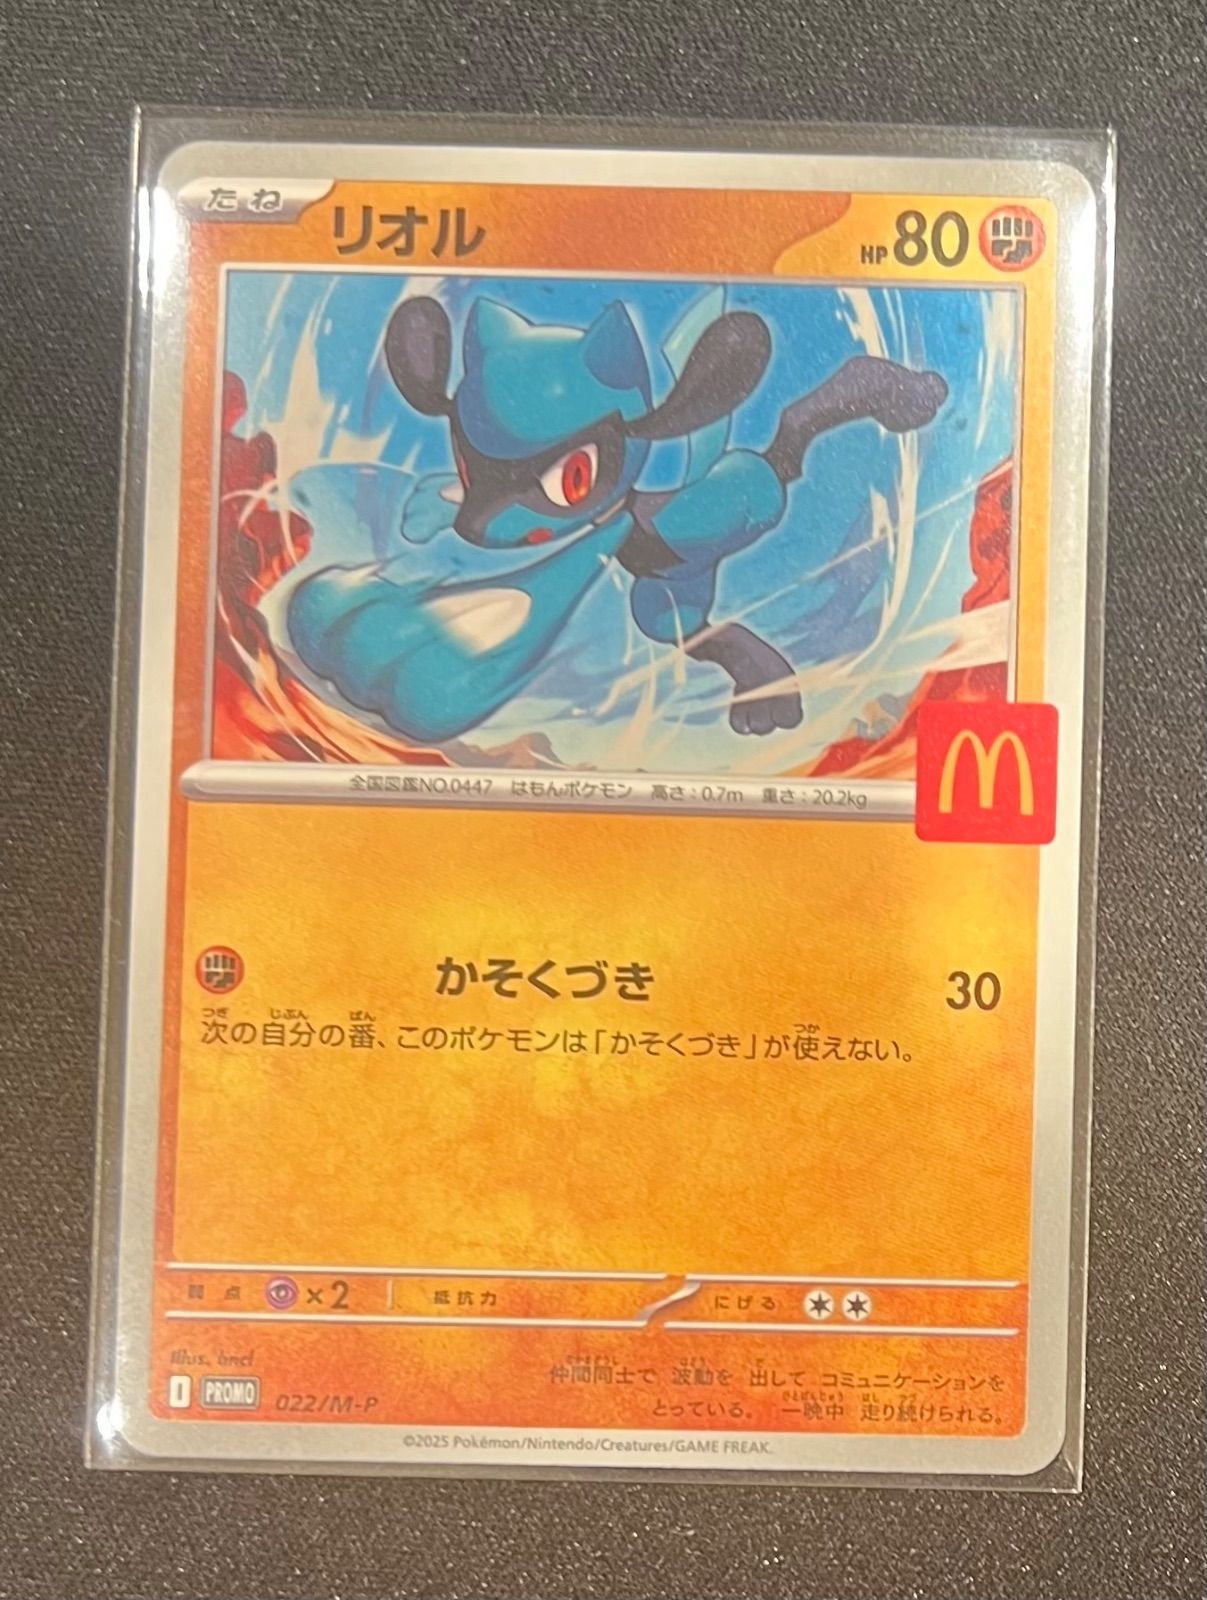 たね
リオル
HP 80
全国図鑑NO.0447 はもんポケモン 高さ:0.7m 重さ:20.2kg
M
かそくづき 30
次の自分の番、このポケモンは「かそくづき」が使えない。
弱点 ×2 抵抗力 にげる
Illus. bncl
I PROMO 022/M-P
仲間同士で 波動を 出して コミュニケーションを
とっている。 一晩中 走り続けられる。
©2025 Pokémon/Nintendo/Creatures/GAME FREAK.